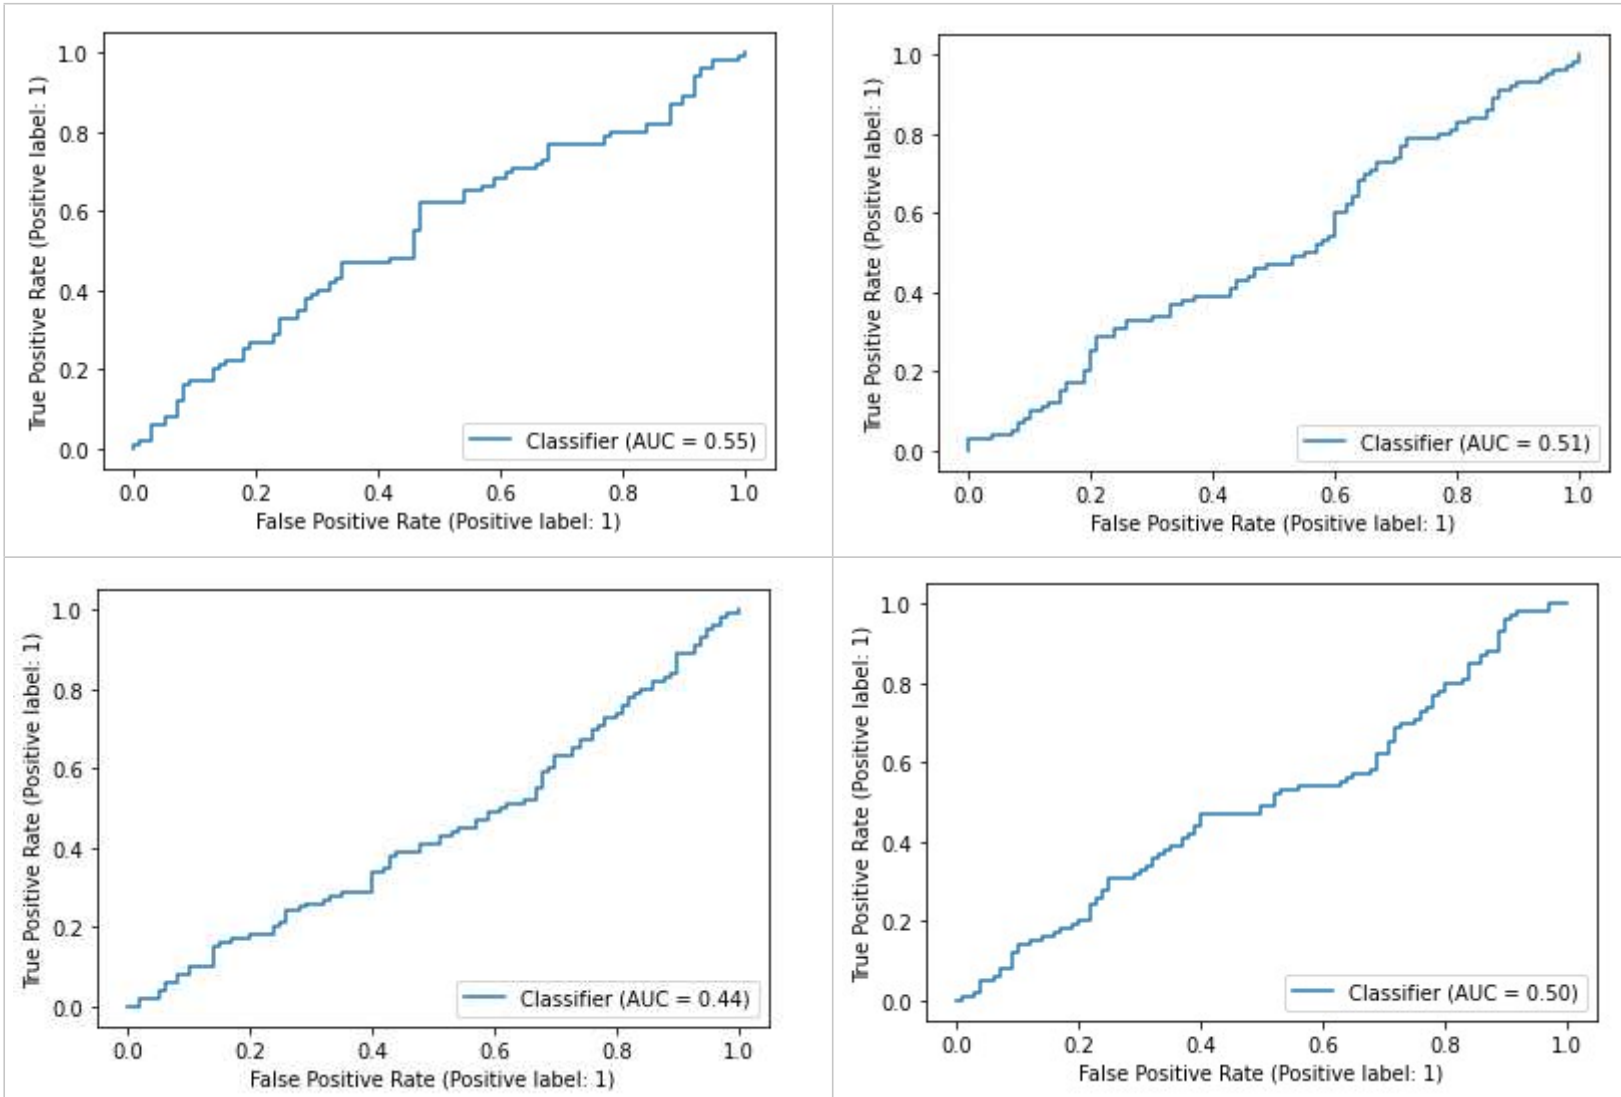 True Positive Rate (Positive label: 1)
1.0
0.8
0.6
0.4
0.2
0.0
Classifier (AUC = 0.55)
0.0 0.2 0.4 0.6 0.8 1.0
False Positive Rate (Positive label: 1)
True Positive Rate (Positive label: 1)
1.0
0.8
0.6
0.4
0.2
0.0
Classifier (AUC = 0.51)
0.0 0.2 0.4 0.6 0.8 1.0
False Positive Rate (Positive label: 1)
True Positive Rate (Positive label: 1)
1.0
0.8
0.6
0.4
0.2
0.0
Classifier (AUC = 0.44)
0.0 0.2 0.4 0.6 0.8 1.0
False Positive Rate (Positive label: 1)
True Positive Rate (Positive label: 1)
1.0
0.8
0.6
0.4
0.2
0.0
Classifier (AUC = 0.50)
0.0 0.2 0.4 0.6 0.8 1.0
False Positive Rate (Positive label: 1)